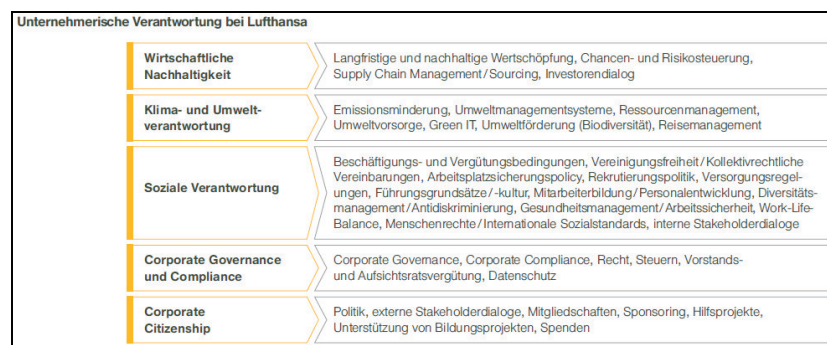 Unternehmerische Verantwortung bei Lufthansa
Wirtschaftliche
Nachhaltigkeit
Langfristige und nachhaltige Wertschöpfung, Chancen- und Risikosteuerung,
Supply Chain Management/Sourcing, Investorendialog
Klima- und Umwelt-
verantwortung
Emissionsminderung, Umweltmanagementsysteme, Ressourcenmanagement,
Umweltvorsorge, Green IT, Umweltförderung (Biodiversität), Reisemanagement
Soziale Verantwortung
Beschäftigungs- und Vergütungsbedingungen, Vereinigungsfreiheit/Kollektivrechtliche
Vereinbarungen, Arbeitsplatzsicherungspolicy, Rekrutierungspolitik, Versorgungsregel-
ungen, Führungsgrundsätze/-kultur, Mitarbeiterbildung/Personalentwicklung, Diversitäts-
management/Antidiskriminierung, Gesundheitsmanagement/Arbeitssicherheit, Work-Life-
Balance, Menschenrechte/Internationale Sozialstandards, interne Stakeholderdialoge
Corporate Governance
und Compliance
Corporate Governance, Corporate Compliance, Recht, Steuern, Vorstands-
und Aufsichtsratsvergütung, Datenschutz
Corporate
Citizenship
Politik, externe Stakeholderdialoge, Mitgliedschaften, Sponsoring, Hilfsprojekte,
Unterstützung von Bildungsprojekten, Spenden